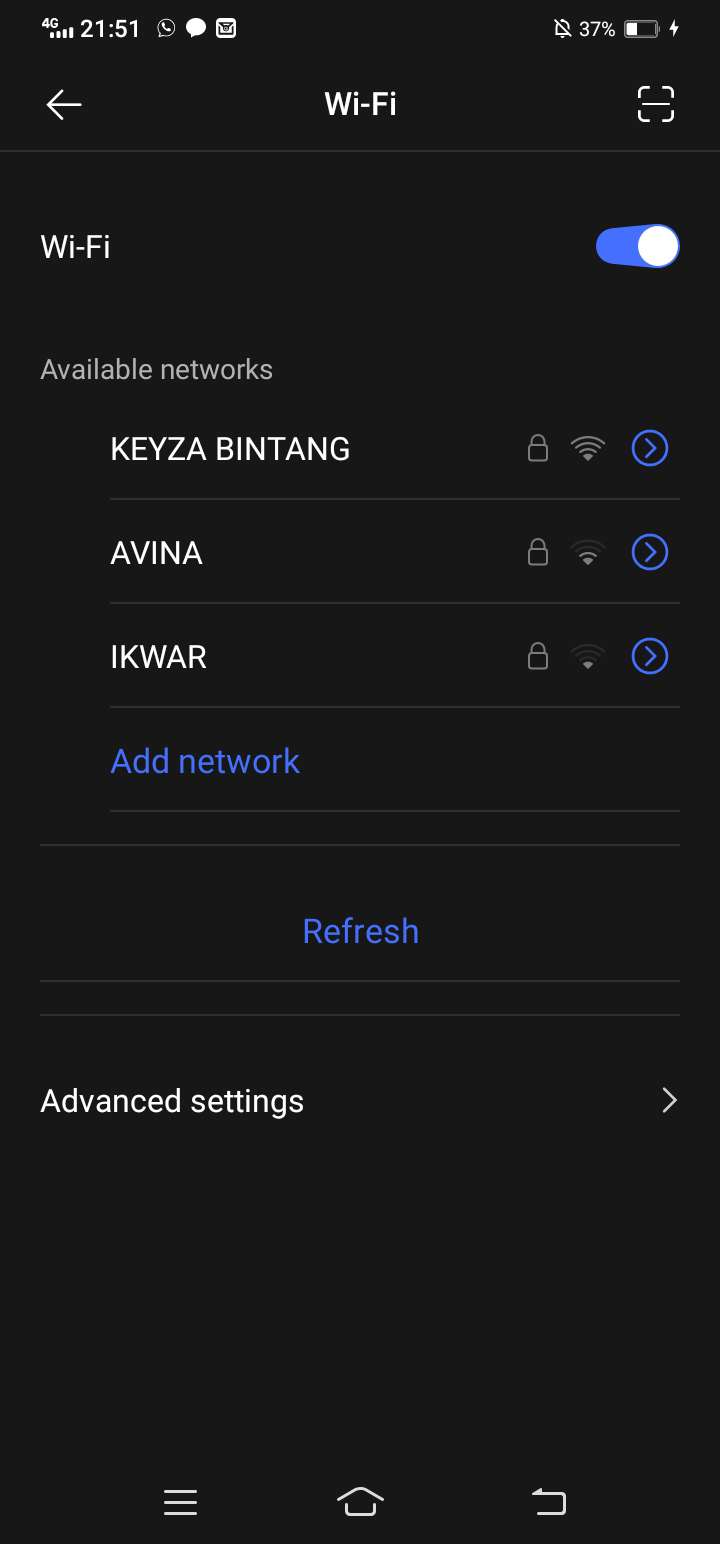 4G 21:51 37%
Wi-Fi
Wi-Fi
Available networks
KEYZA BINTANG
AVINA
IKWAR
Add network
Refresh
Advanced settings